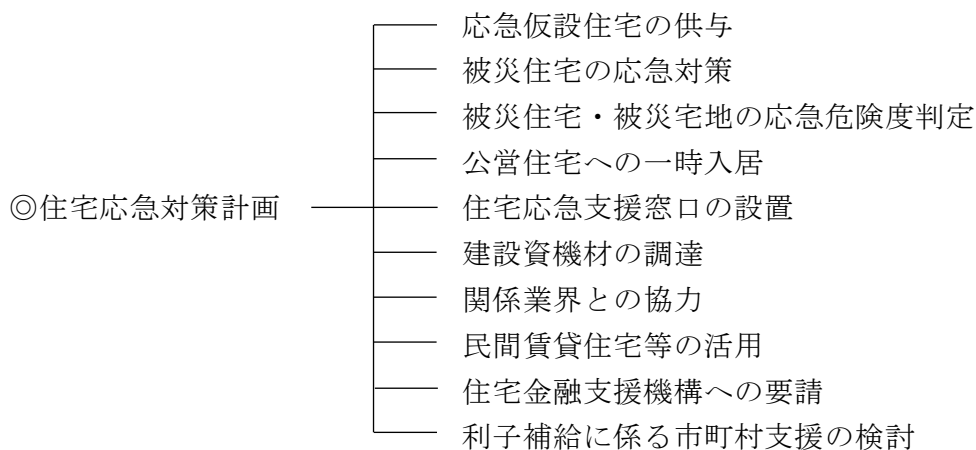 ◎住宅応急対策計画
応急仮設住宅の供与
被災住宅の応急対策
被災住宅・被災宅地の応急危険度判定
公営住宅への一時入居
住宅応急支援窓口の設置
建設資機材の調達
関係業界との協力
民間賃貸住宅等の活用
住宅金融支援機構への要請
利子補給に係る市町村支援の検討